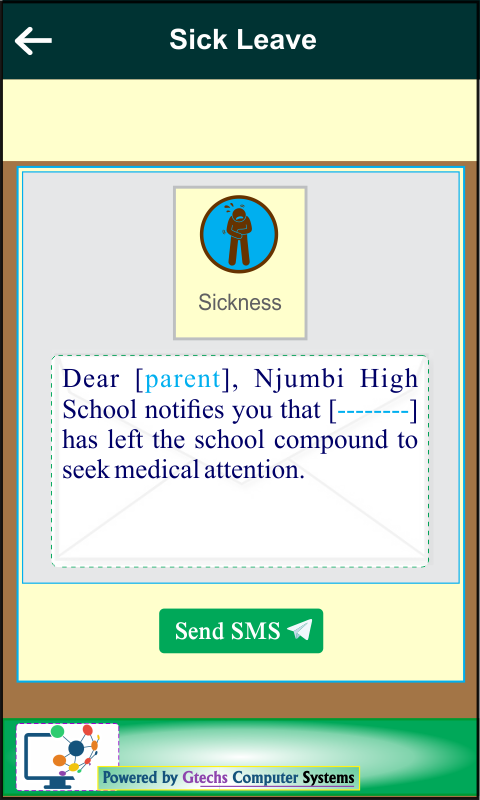 Sick Leave
Sickness
Dear [parent], Njumbi High
School notifies you that [--------]
has left the school compound to
seek medical attention.
Send SMS
Powered by Gtechs Computer Systems